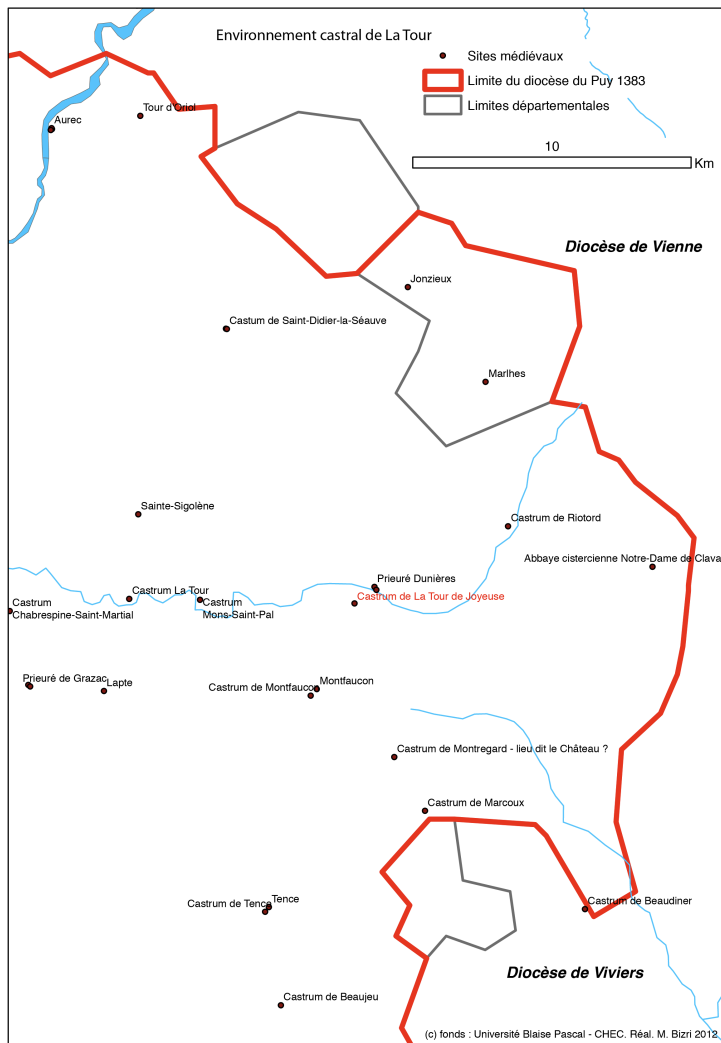 Environnement castral de La Tour
Sites médiévaux
Limite du diocèse du Puy 1383
Limites départementales
10
Km
Tour d'Oriol
Aurec
Diocèse de Vienne
Jonzieux
Castum de Saint-Didier-la-Séauve
Marlhes
Sainte-Sigolène
Castrum de Riotord
Abbaye cistercienne Notre-Dame de Clava
Prieuré Dunières
Castrum La Tour
Castrum de La Tour de Joyeuse
Castrum
Chabrespine-Saint-Martial
Castrum
Mons-Saint-Pal
Prieuré de Grazac
Lapte
Montfaucon
Castrum de Montfaucon
Castrum de Montregard - lieu dit le Château ?
Castrum de Marcoux
Tence
Castrum de Tence
Castrum de Beaudiner
Diocèse de Viviers
Castrum de Beaujeu
(c) fonds : Université Blaise Pascal - CHEC. Réal. M. Bizri 2012